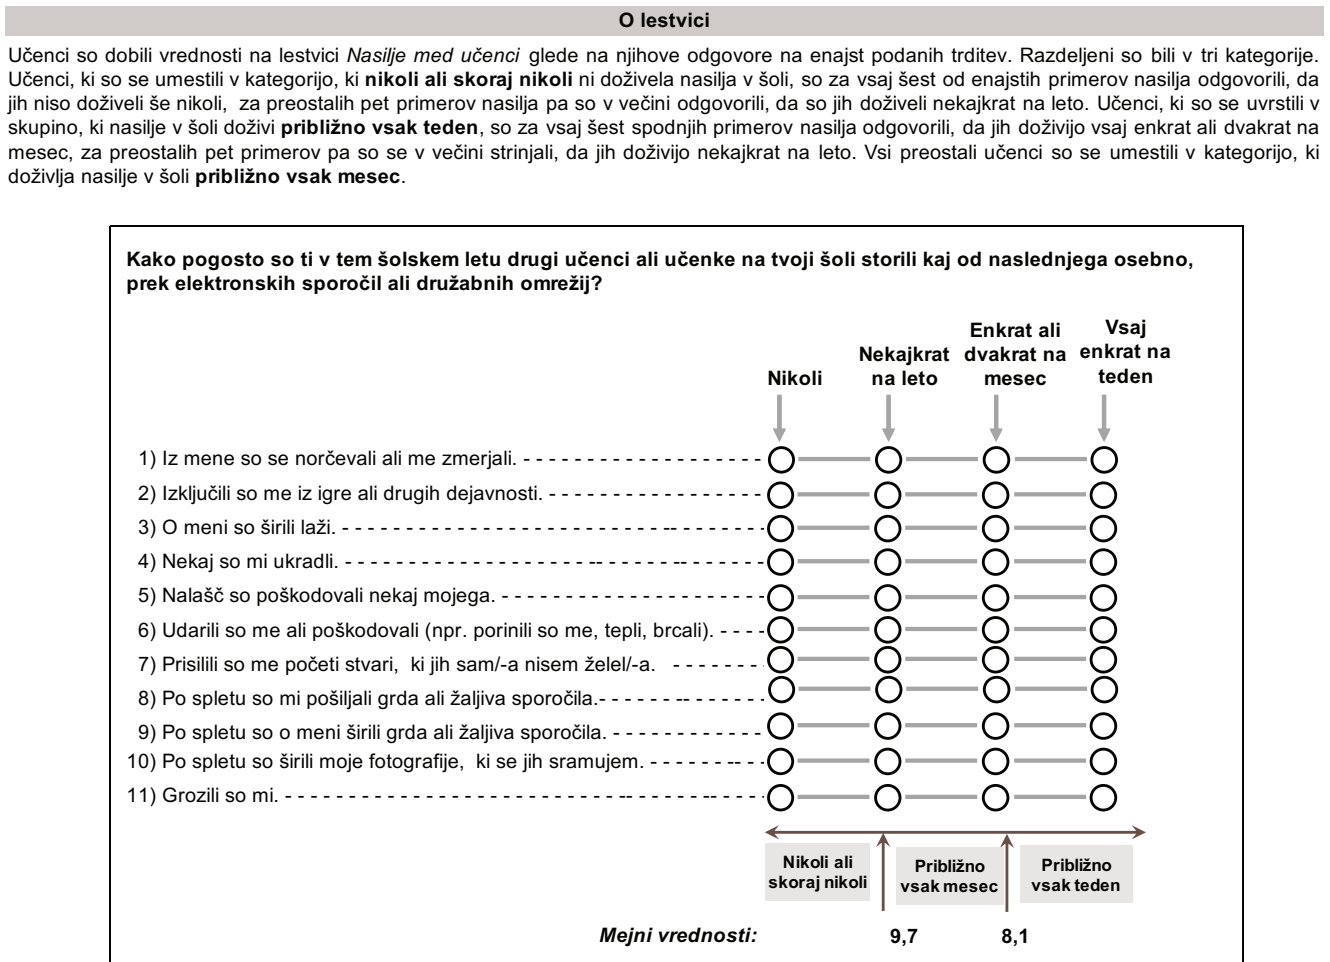 O lestvici
Učenci so dobili vrednosti na lestvici Nasilje med učenci glede na njihove odgovore na enajst podanih trditev. Razdeljeni so bili v tri kategorije.
Učenci, ki so se umestili v kategorijo, ki nikoli ali skoraj nikoli ni doživela nasilja v šoli, so za vsaj šest od enajstih primerov nasilja odgovorili, da
jih niso doživeli še nikoli, za preostalih pet primerov nasilja pa so v večini odgovorili, da so jih doživeli nekajkrat na leto. Učenci, ki so se uvrstili v
skupino, ki nasilje v šoli doživi približno vsak teden, so za vsaj šest spodnjih primerov nasilja odgovorili, da jih doživijo vsaj enkrat ali dvakrat na
mesec, za preostalih pet primerov pa so se v večini strinjali, da jih doživijo nekajkrat na leto. Vsi preostali učenci so se umestili v kategorijo, ki
doživlja nasilje v šoli približno vsak mesec.
Kako pogosto so ti v tem šolskem letu drugi učenci ali učenke na tvoji šoli storili kaj od naslednjega osebno,
prek elektronskih sporočil ali družabnih omrežij?
Nikoli
Nekajkrat
na leto
Enkrat ali
dvakrat na
mesec
Vsaj
enkrat na
teden
1) Iz mene so se norčevali ali me zmerjali.
2) Izključili so me iz igre ali drugih dejavnosti.
3) O meni so širili laži.
4) Nekaj so mi ukradli.
5) Nalašč so poškodovali nekaj mojega.
6) Udarili so me ali poškodovali (npr. porinili so me, tepli, brcali).
7) Prisilili so me početi stvari, ki jih sam/-a nisem želel/-a.
8) Po spletu so mi pošiljali grda ali žaljiva sporočila.
9) Po spletu so o meni širili grda ali žaljiva sporočila.
10) Po spletu so širili moje fotografije, ki se jih sramujem.
11) Grozili so mi.
Nikoli ali
skoraj nikoli
Približno
vsak mesec
Približno
vsak teden
Mejni vrednosti: 9,7 8,1